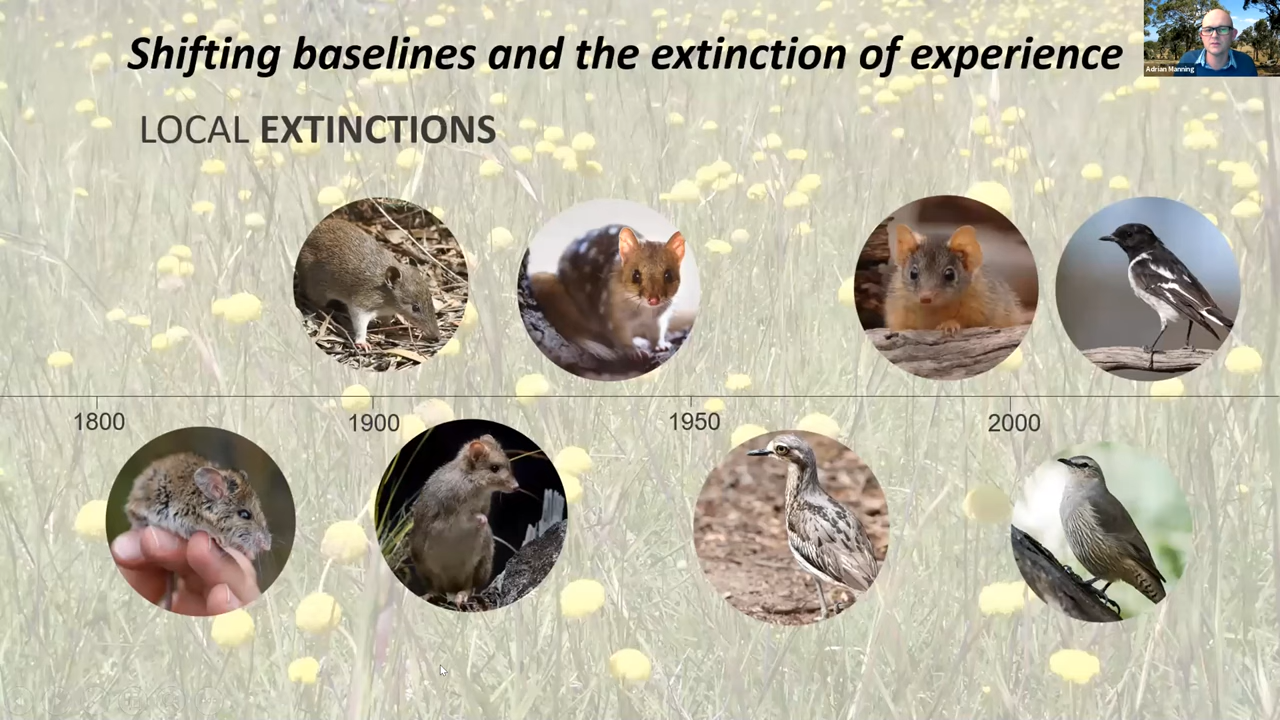 Shifting baselines and the extinction of experience
Adrian Manning
LOCAL EXTINCTIONS
1800
1900
1950
2000